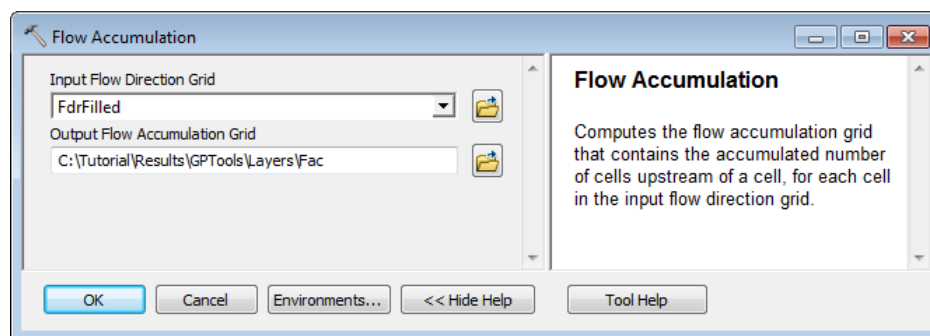 Flow Accumulation
Input Flow Direction Grid
FdrFilled
Output Flow Accumulation Grid
C:\Tutorial\Results\GPTools\Layers\Fac
Flow Accumulation
Computes the flow accumulation grid
that contains the accumulated number
of cells upstream of a cell, for each cell
in the input flow direction grid.
OK
Cancel
Environments...
<< Hide Help
Tool Help